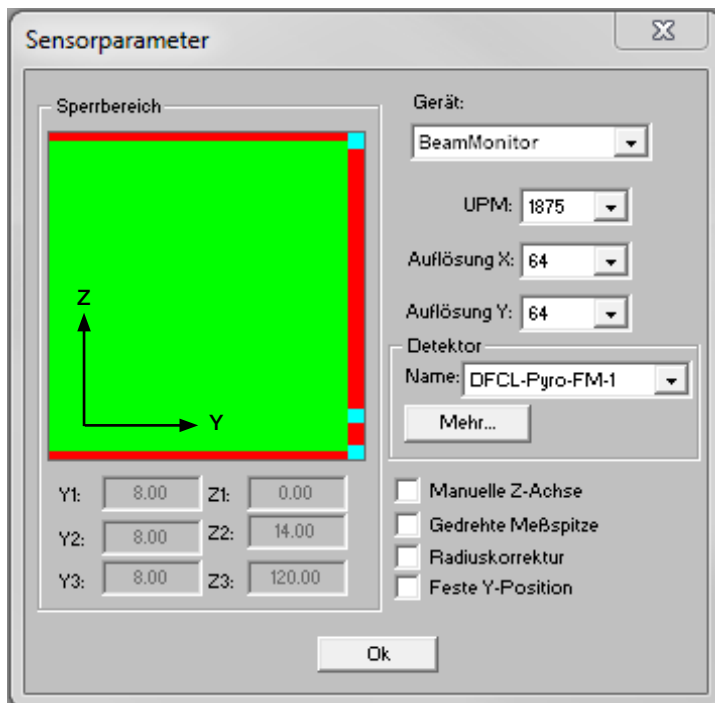 Sensorparameter
Sperrbereich
Z
Y
Y1: 8.00 Z1: 0.00
Y2: 8.00 Z2: 14.00
Y3: 8.00 Z3: 120.00
Gerät:
BeamMonitor
UPM: 1875
Auflösung X: 64
Auflösung Y: 64
Detektor
Name: DFCL-Pyro-FM-1
Mehr...
Manuelle Z-Achse
Gedrehte Meßspitze
Radiuskorrektur
Feste Y-Position
Ok